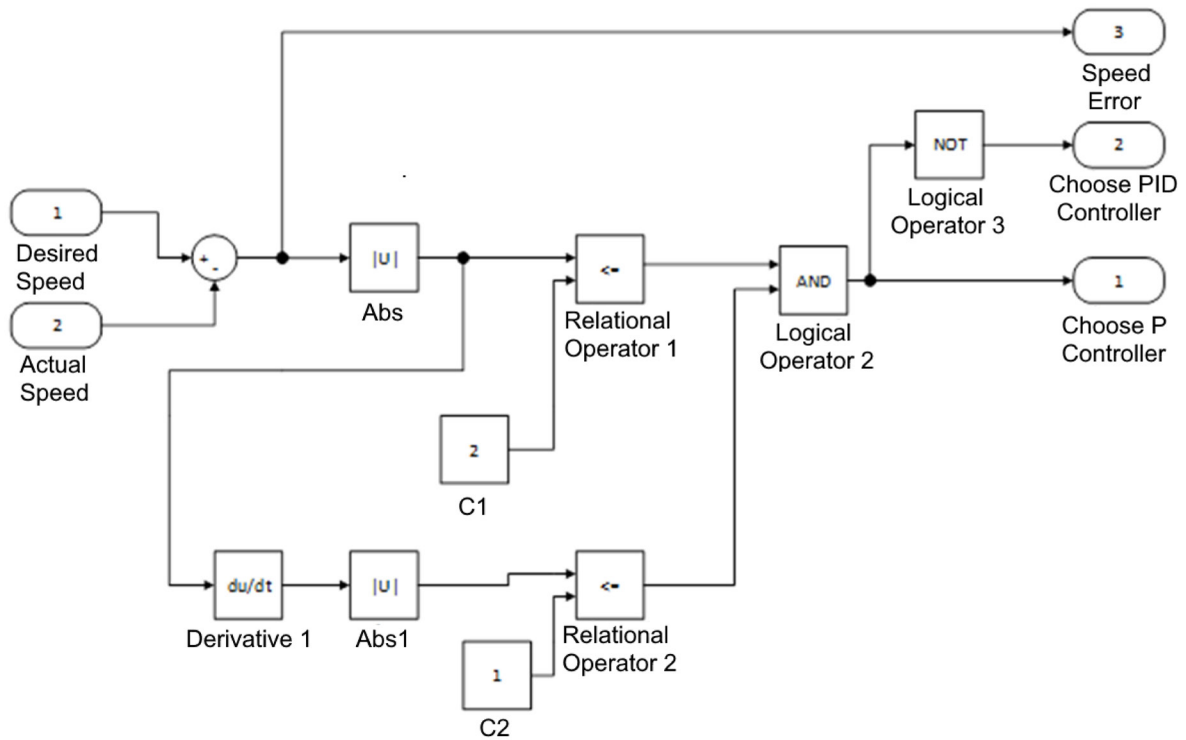 3
Speed
Error
NOT
2
Logical
Operator 3
Choose PID
Controller
1
Desired
Speed
+
-
|U|
Abs
<=
Relational
Operator 1
AND
Logical
Operator 2
1
Choose P
Controller
2
Actual
Speed
2
C1
du/dt
Derivative 1
|U|
Abs1
<=
Relational
Operator 2
1
C2